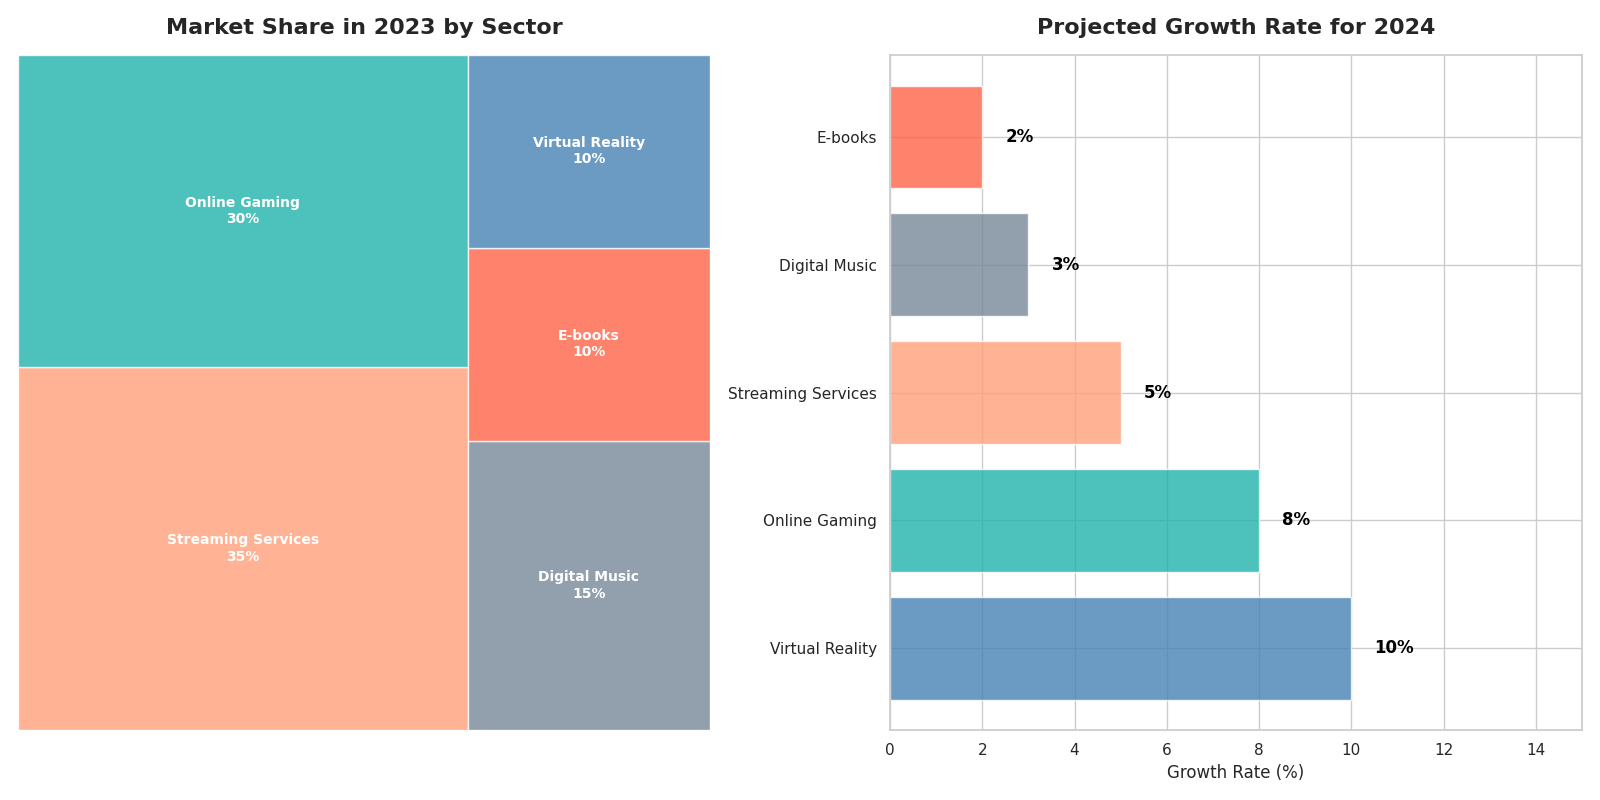 Market Share in 2023 by Sector
Online Gaming
30%
Virtual Reality
10%
E-books
10%
Streaming Services
35%
Digital Music
15%
Projected Growth Rate for 2024
E-books
2%
Digital Music
3%
Streaming Services
5%
Online Gaming
8%
Virtual Reality
10%
0 2 4 6 8 10 12 14
Growth Rate (%)